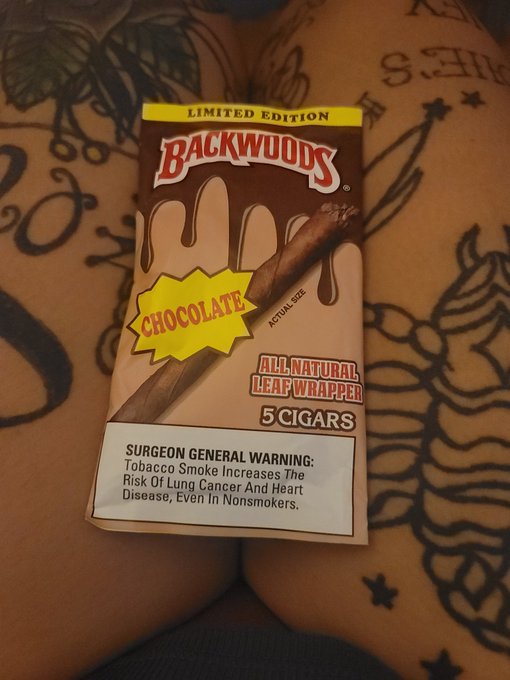 LIMITED EDITION
BACKWOODS®
CHOCOLATE
ACTUAL SIZE
ALL NATURAL
LEAF WRAPPER
5 CIGARS
SURGEON GENERAL WARNING:
Tobacco Smoke Increases The
Risk Of Lung Cancer And Heart
Disease, Even In Nonsmokers.